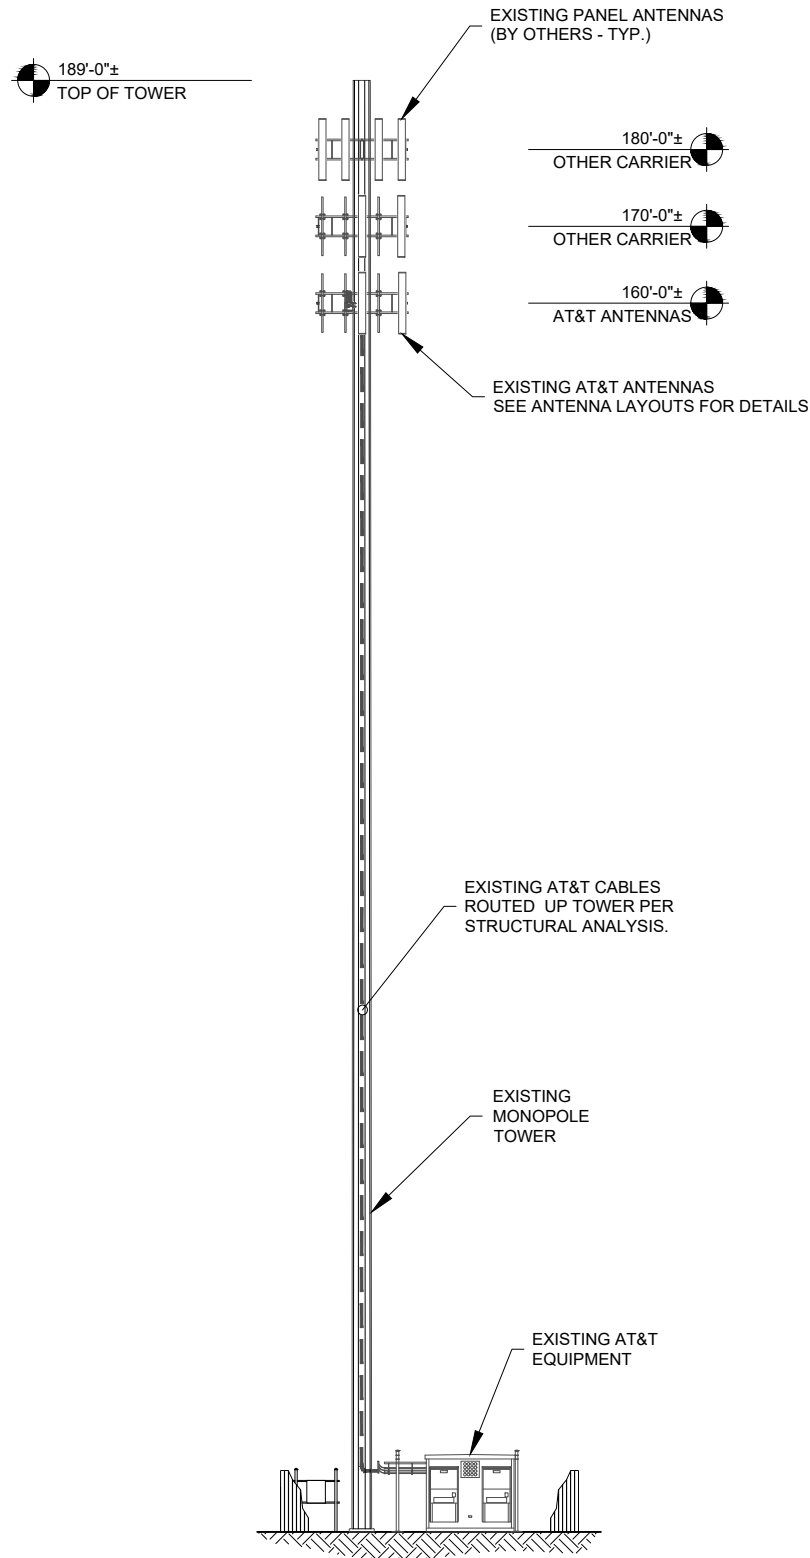 EXISTING PANEL ANTENNAS
(BY OTHERS - TYP.)
189'-0"±
TOP OF TOWER
180'-0"±
OTHER CARRIER
170'-0"±
OTHER CARRIER
160'-0"±
AT&T ANTENNAS
EXISTING AT&T ANTENNAS
SEE ANTENNA LAYOUTS FOR DETAILS
EXISTING AT&T CABLES
ROUTED UP TOWER PER
STRUCTURAL ANALYSIS.
EXISTING
MONOPOLE
TOWER
EXISTING AT&T
EQUIPMENT